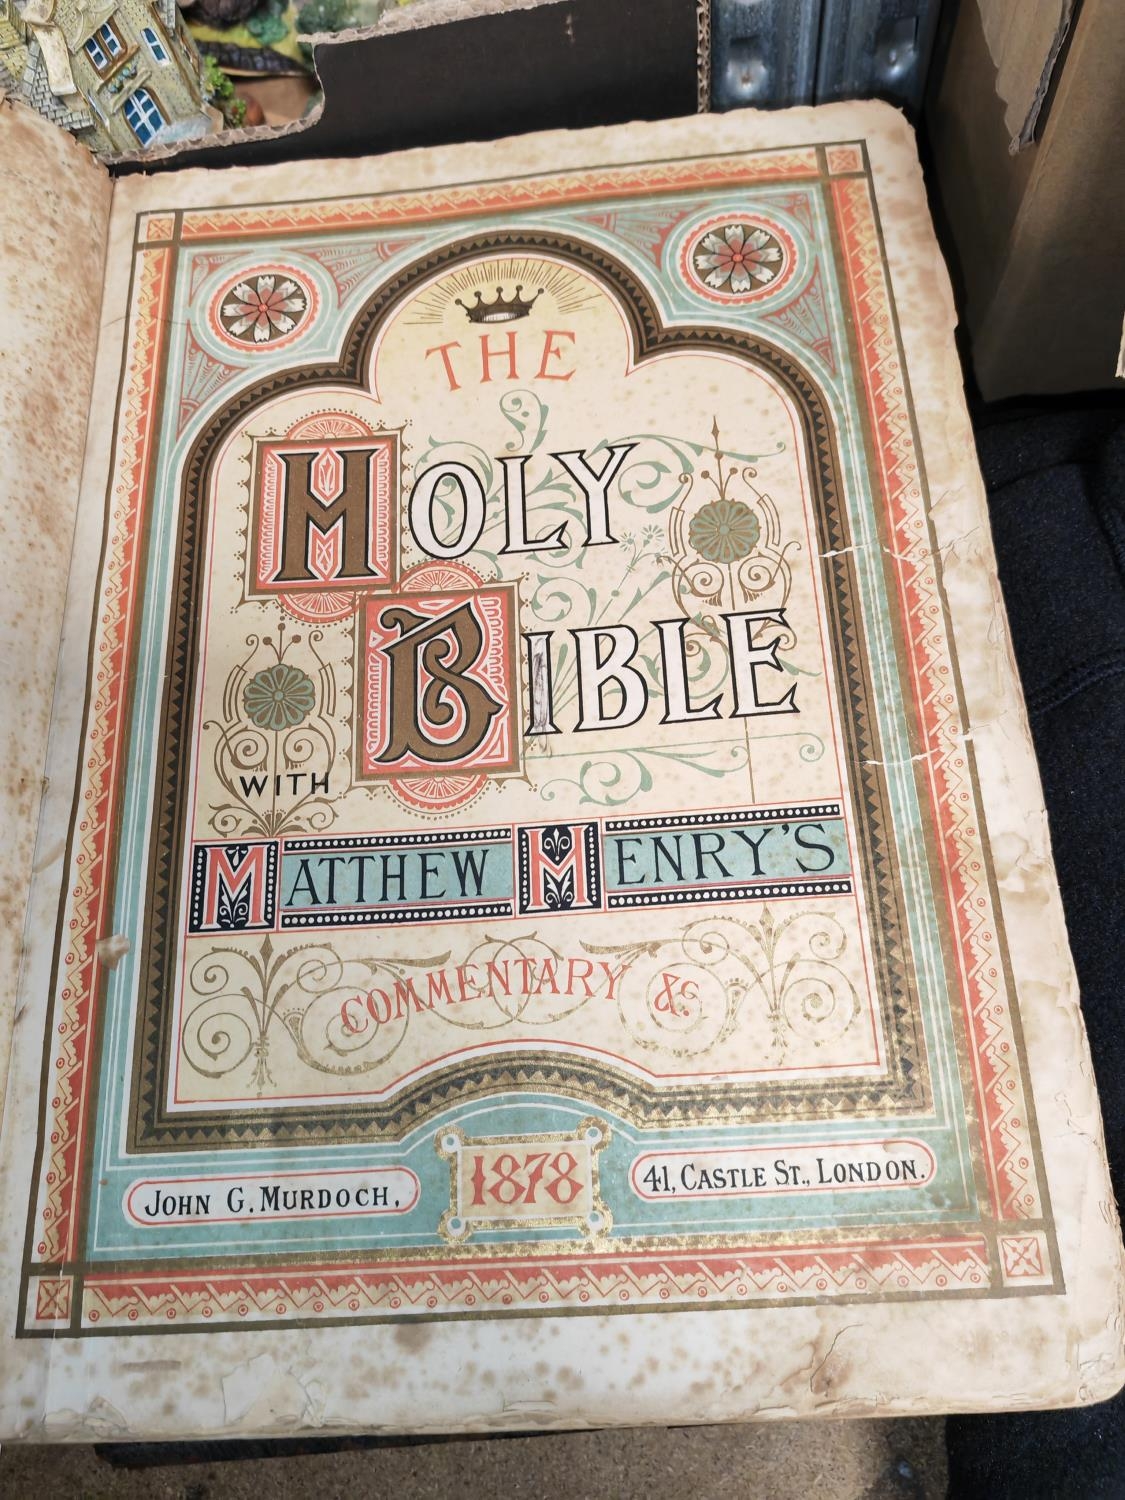 THE
HOLY
BIBLE
WITH
MATTHEW HENRY'S
COMMENTARY &c
1878
JOHN G. MURDOCH,
41, CASTLE ST., LONDON.